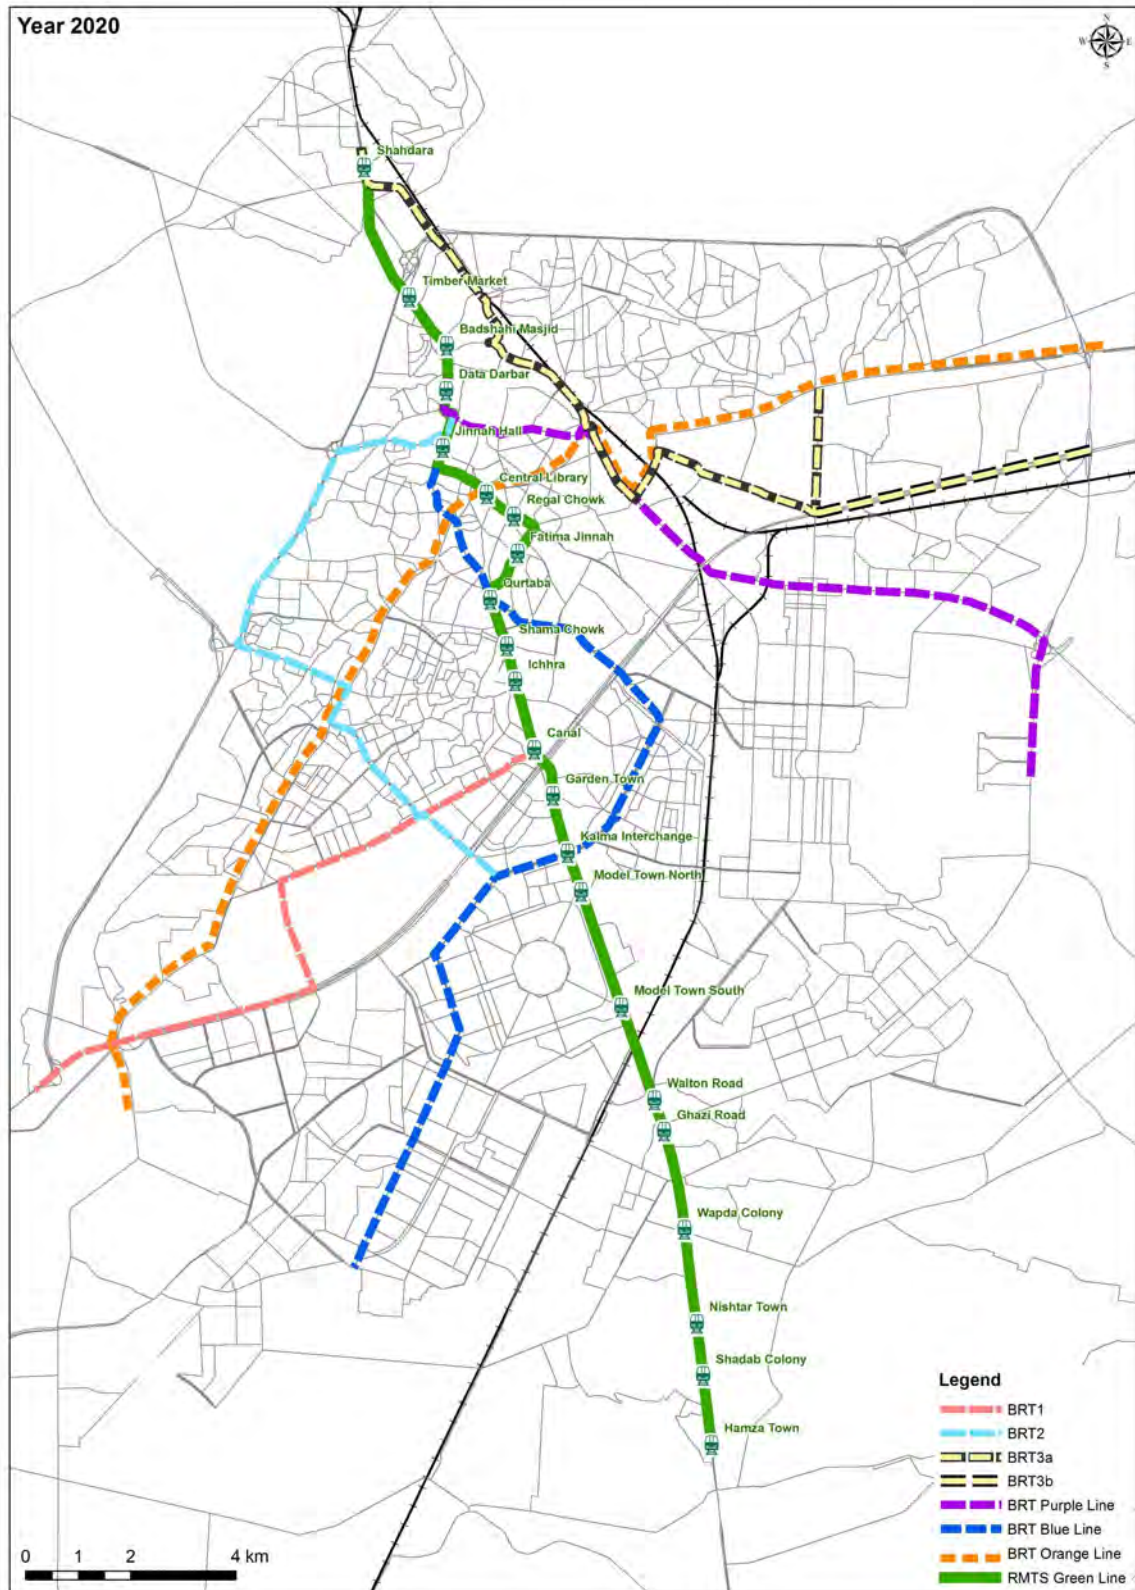 Year 2020
N
W E
S
Shahdara
Timber Market
Badshahi Masjid
Data Darbar
Jinnah Hall
Central Library
Regal Chowk
Fatima Jinnah
Qurtaba
Shama Chowk
Ichhra
Canal
Garden Town
Kalma Interchange
Model Town North
Model Town South
Walton Road
Ghazi Road
Wapda Colony
Nishtar Town
Shadab Colony
Hamza Town
Legend
BRT1
BRT2
BRT3a
BRT3b
BRT Purple Line
BRT Blue Line
BRT Orange Line
RMTS Green Line
0 1 2 4 km